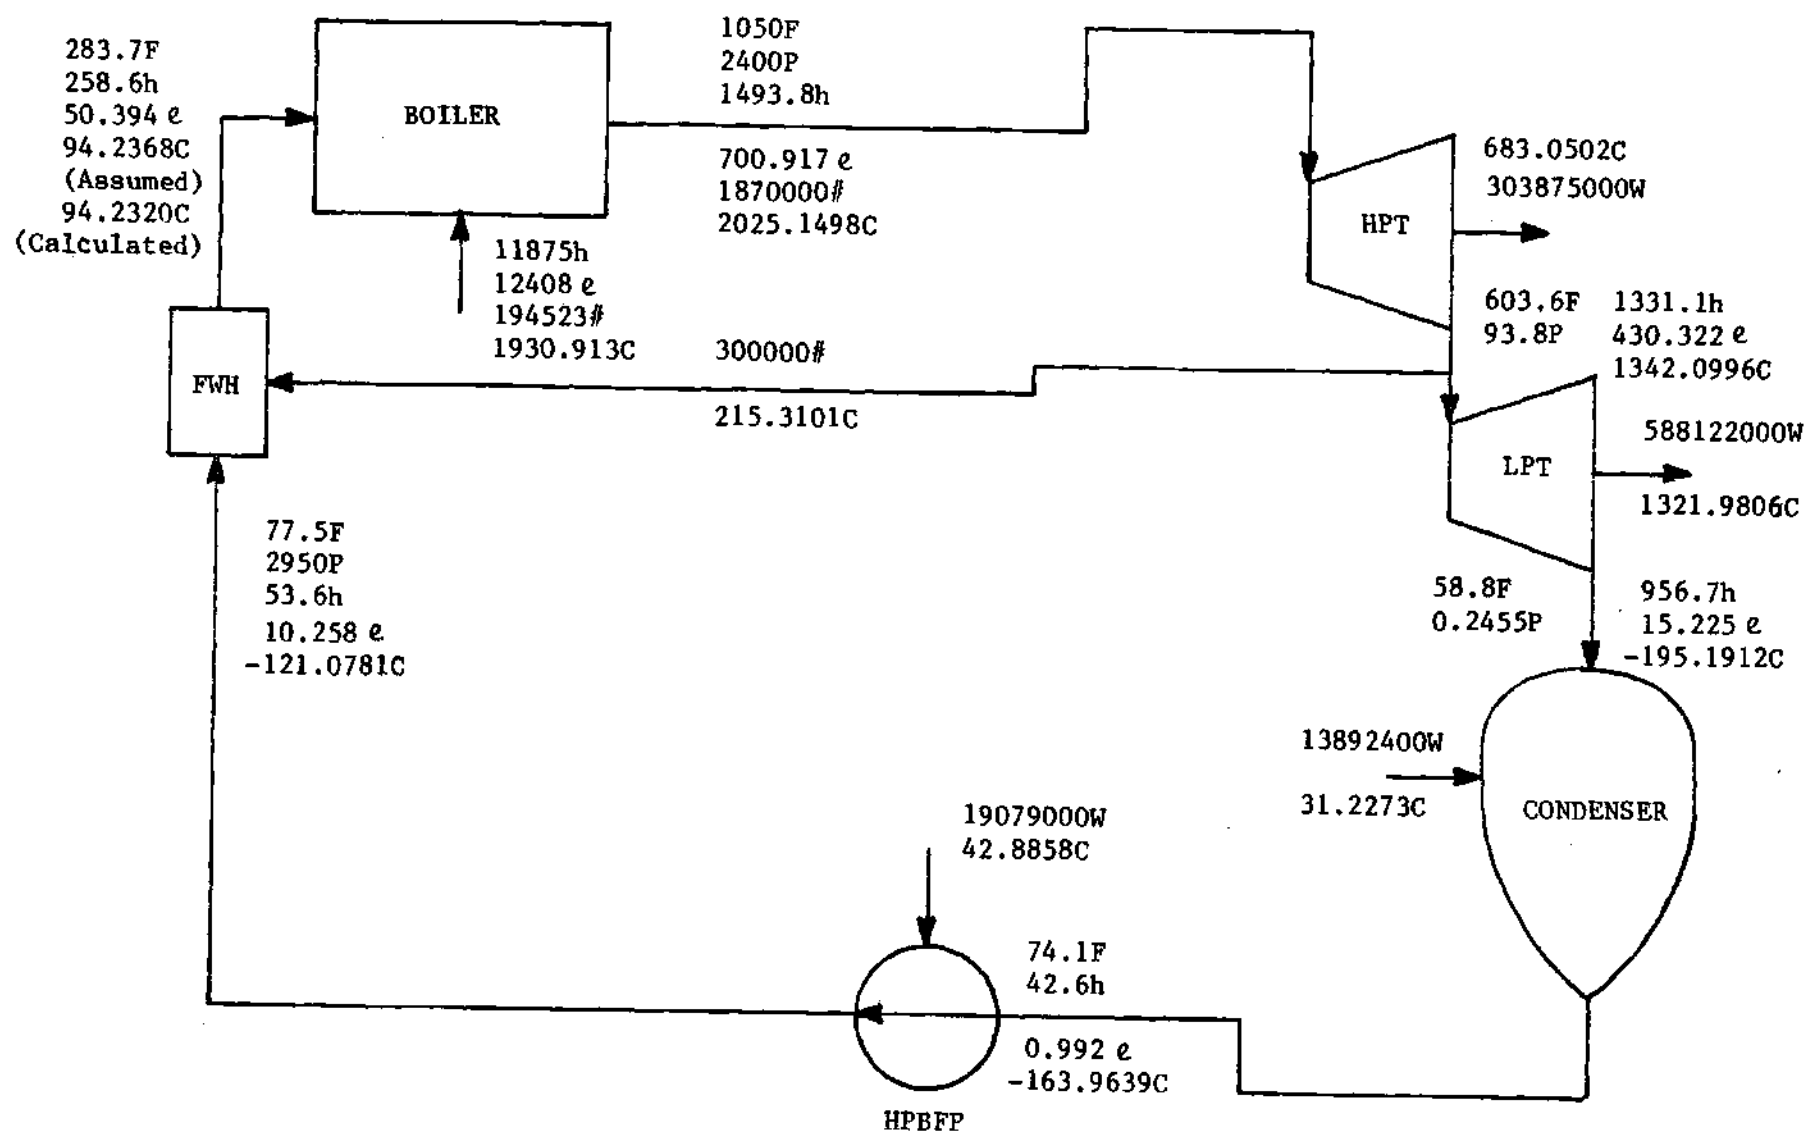 283.7F
258.6h
50.394 e
94.2368C
(Assumed)
94.2320C
(Calculated)
BOILER
1050F
2400P
1493.8h
700.917 e
1870000#
2025.1498C
11875h
12408 e
194523#
1930.913C
HPT
683.0502C
303875000W
603.6F
93.8P
1331.1h
430.322 e
1342.0996C
FWH
300000#
215.3101C
LPT
588122000W
1321.9806C
58.8F
0.2455P
956.7h
15.225 e
-195.1912C
77.5F
2950P
53.6h
10.258 e
-121.0781C
13892400W
31.2273C
CONDENSER
19079000W
42.8858C
74.1F
42.6h
0.992 e
-163.9639C
HPBFP